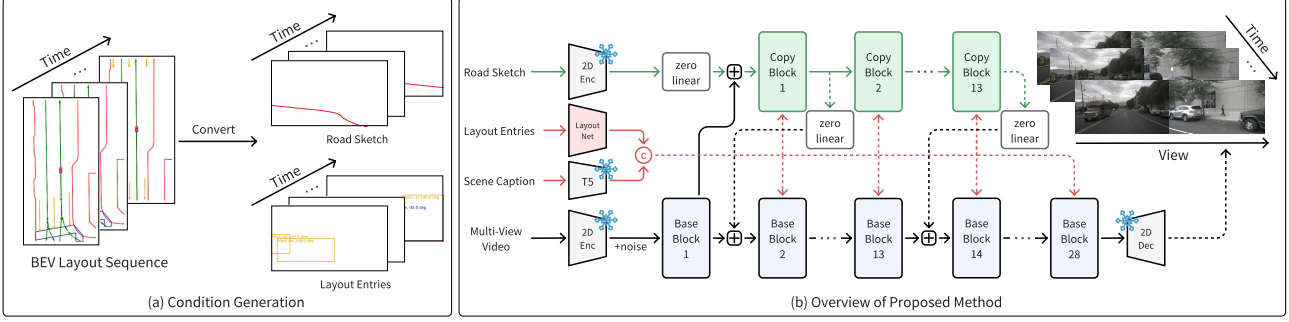 Time
BEV Layout Sequence
Convert
Time
...
Road Sketch
Time
...
Layout Entries
(a) Condition Generation
Road Sketch
2D
Enc
zero
linear
Copy
Block
1
Copy
Block
2
...
Copy
Block
13
zero
linear
zero
linear
Layout Entries
Layout
Net
C
Scene Caption
T5
Multi-View
Video
2D
Enc
+noise
Base
Block
1
Base
Block
2
...
Base
Block
13
Base
Block
14
...
Base
Block
28
2D
Dec
Time
...
View
(b) Overview of Proposed Method